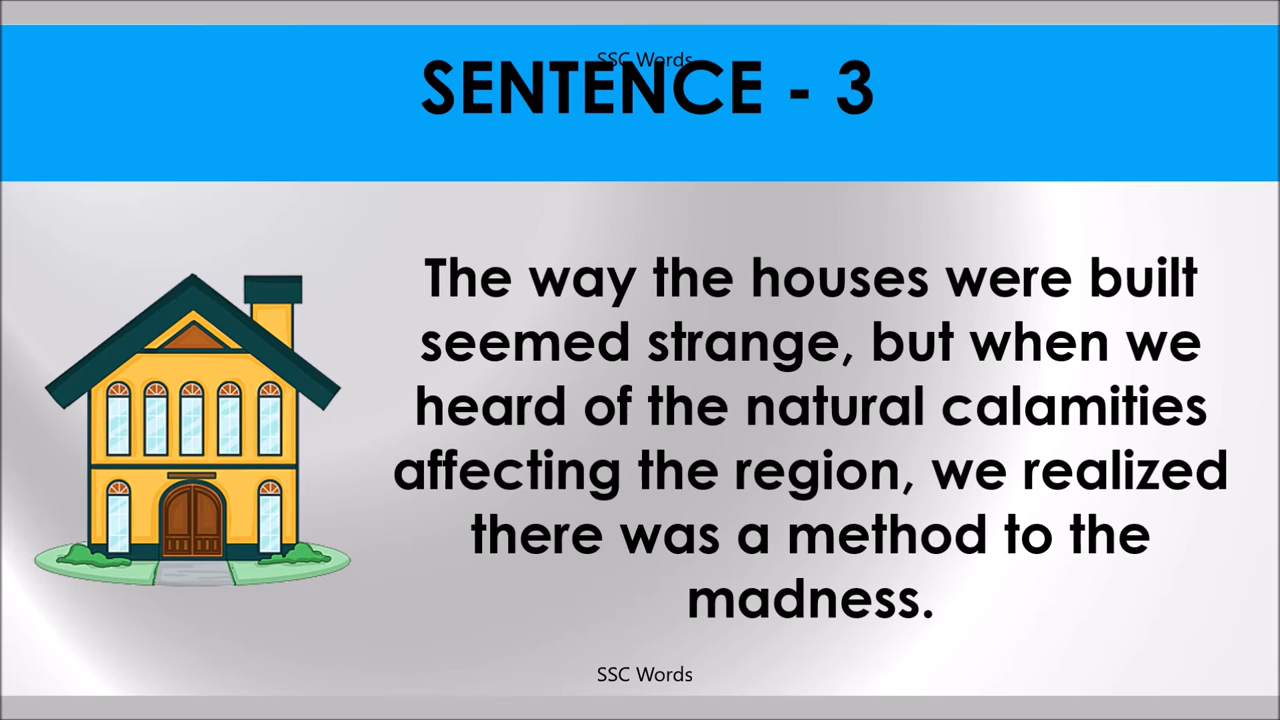 SSC Words
SENTENCE - 3
The way the houses were built
seemed strange, but when we
heard of the natural calamities
affecting the region, we realized
there was a method to the
madness.
SSC Words